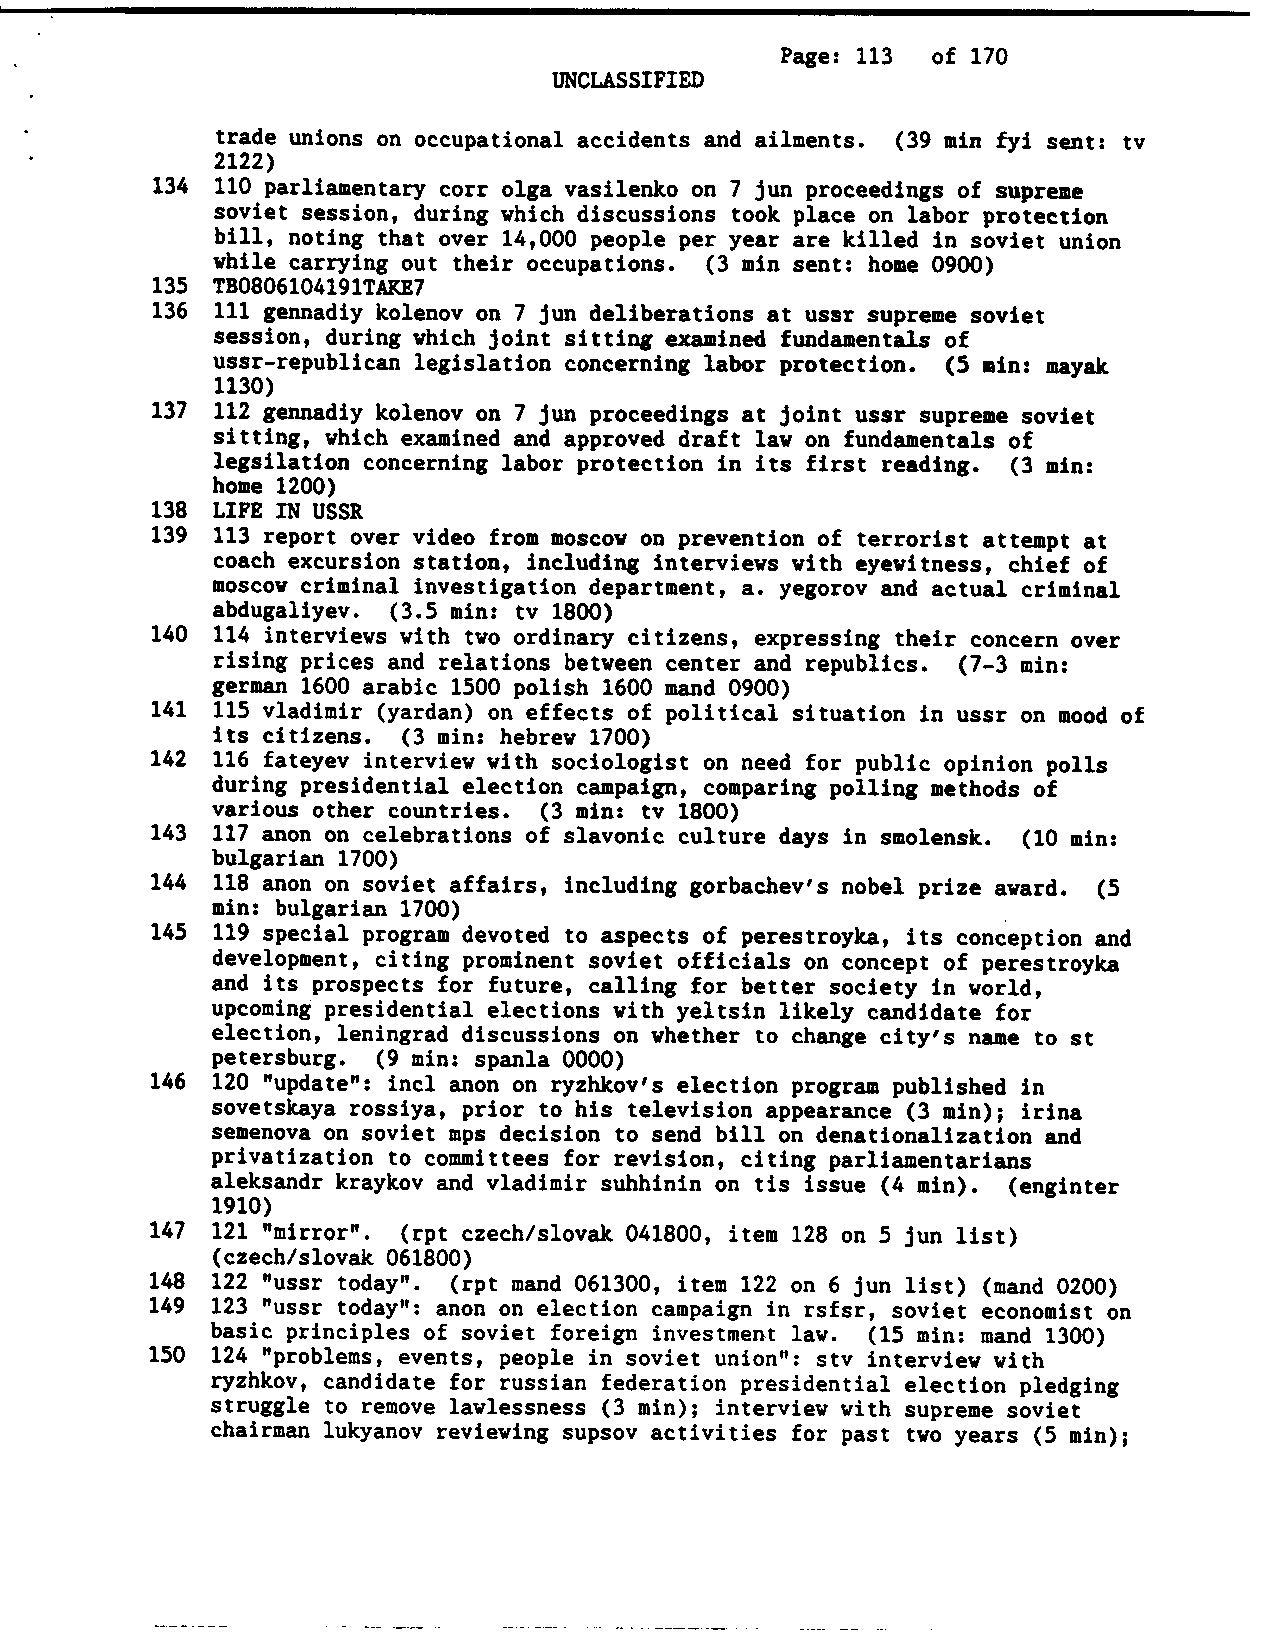 Page: 113 of 170
UNCLASSIFIED
trade unions on occupational accidents and ailments. (39 min fyi sent: tv
2122)
134 110 parliamentary corr olga vasilenko on 7 jun proceedings of supreme
soviet session, during which discussions took place on labor protection
bill, noting that over 14,000 people per year are killed in soviet union
while carrying out their occupations. (3 min sent: home 0900)
135 TB0806104191TAKE7
136 111 gennadiy kolenov on 7 jun deliberations at ussr supreme soviet
session, during which joint sitting examined fundamentals of
ussr-republican legislation concerning labor protection. (5 min: mayak
1130)
137 112 gennadiy kolenov on 7 jun proceedings at joint ussr supreme soviet
sitting, which examined and approved draft law on fundamentals of
legsilation concerning labor protection in its first reading. (3 min:
home 1200)
138 LIFE IN USSR
139 113 report over video from moscow on prevention of terrorist attempt at
coach excursion station, including interviews with eyewitness, chief of
moscow criminal investigation department, a. yegorov and actual criminal
abdugaliyev. (3.5 min: tv 1800)
140 114 interviews with two ordinary citizens, expressing their concern over
rising prices and relations between center and republics. (7-3 min:
german 1600 arabic 1500 polish 1600 mand 0900)
141 115 vladimir (yardan) on effects of political situation in ussr on mood of
its citizens. (3 min: hebrew 1700)
142 116 fateyev interview with sociologist on need for public opinion polls
during presidential election campaign, comparing polling methods of
various other countries. (3 min: tv 1800)
143 117 anon on celebrations of slavonic culture days in smolensk. (10 min:
bulgarian 1700)
144 118 anon on soviet affairs, including gorbachev's nobel prize award. (5
min: bulgarian 1700)
145 119 special program devoted to aspects of perestroyka, its conception and
development, citing prominent soviet officials on concept of perestroyka
and its prospects for future, calling for better society in world,
upcoming presidential elections with yeltsin likely candidate for
election, leningrad discussions on whether to change city's name to st
petersburg. (9 min: spanla 0000)
146 120 "update": incl anon on ryzhkov's election program published in
sovetskaya rossiya, prior to his television appearance (3 min); irina
semenova on soviet mps decision to send bill on denationalization and
privatization to committees for revision, citing parliamentarians
aleksandr kraykov and vladimir suhhinin on tis issue (4 min). (enginter
1910)
147 121 "mirror". (rpt czech/slovak 041800, item 128 on 5 jun list)
(czech/slovak 061800)
148 122 "ussr today". (rpt mand 061300, item 122 on 6 jun list) (mand 0200)
149 123 "ussr today": anon on election campaign in rsfsr, soviet economist on
basic principles of soviet foreign investment law. (15 min: mand 1300)
150 124 "problems, events, people in soviet union": stv interview with
ryzhkov, candidate for russian federation presidential election pledging
struggle to remove lawlessness (3 min); interview with supreme soviet
chairman lukyanov reviewing supsov activities for past two years (5 min);